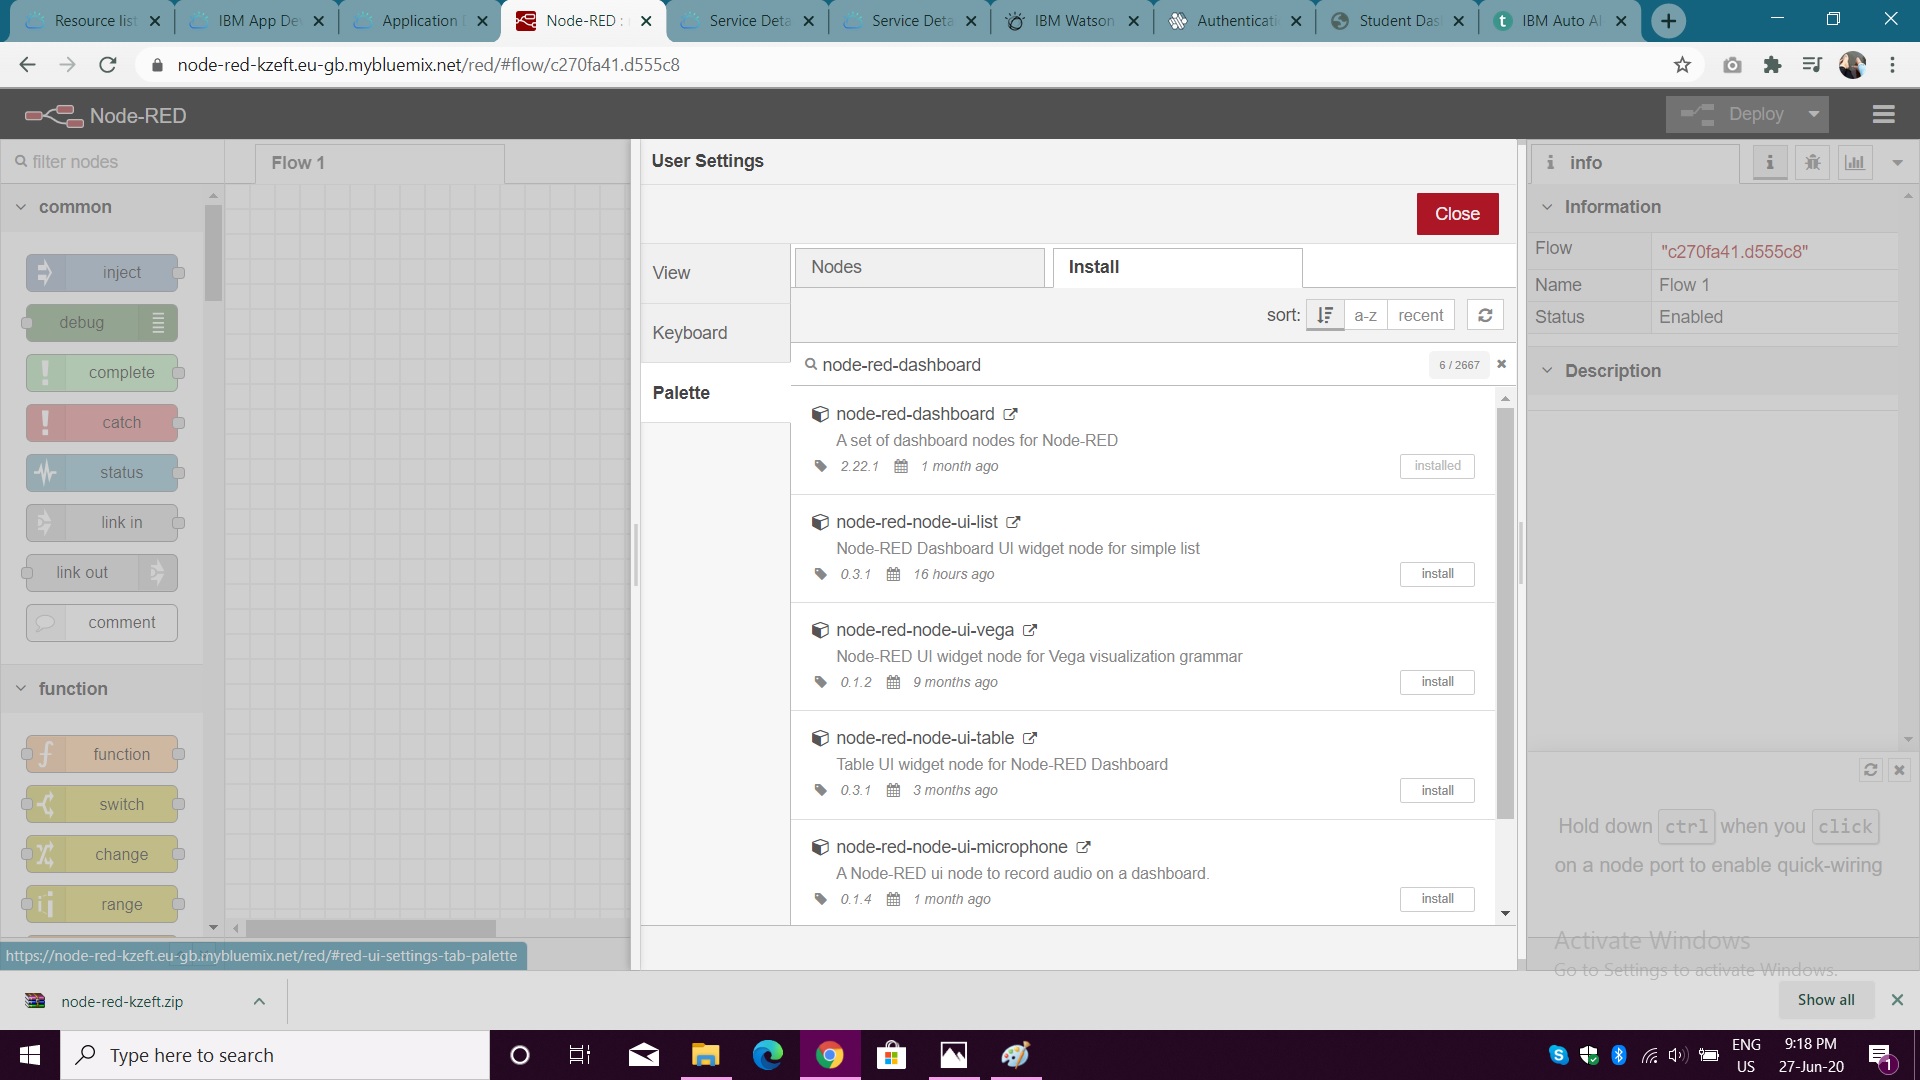 Resource list
IBM App De
Application
Node-RED :
Service Deta
Service Deta
IBM Watson
Authenticati
Student Das
IBM Auto AI
node-red-kzeft.eu-gb.mybluemix.net/red/#flow/c270fa41.d555c8
Node-RED
Deploy
filter nodes
common
inject
debug
complete
catch
status
link in
link out
comment
function
function
switch
change
range
Flow 1
User Settings
Close
View
Keyboard
Palette
Nodes
Install
sort:
a-z
recent
node-red-dashboard
6 / 2667
node-red-dashboard
A set of dashboard nodes for Node-RED
2.22.1 1 month ago
installed
node-red-node-ui-list
Node-RED Dashboard UI widget node for simple list
0.3.1 16 hours ago
install
node-red-node-ui-vega
Node-RED UI widget node for Vega visualization grammar
0.1.2 9 months ago
install
node-red-node-ui-table
Table UI widget node for Node-RED Dashboard
0.3.1 3 months ago
install
node-red-node-ui-microphone
A Node-RED ui node to record audio on a dashboard.
0.1.4 1 month ago
install
i info
i
Information
Flow "c270fa41.d555c8"
Name Flow 1
Status Enabled
Description
Hold down ctrl when you click
on a node port to enable quick-wiring
Activate Windows
Go to Settings to activate Windows.
https://node-red-kzeft.eu-gb.mybluemix.net/red/#red-ui-settings-tab-palette
node-red-kzeft.zip
Show all
Type here to search
ENG
US
9:18 PM
27-Jun-20
1